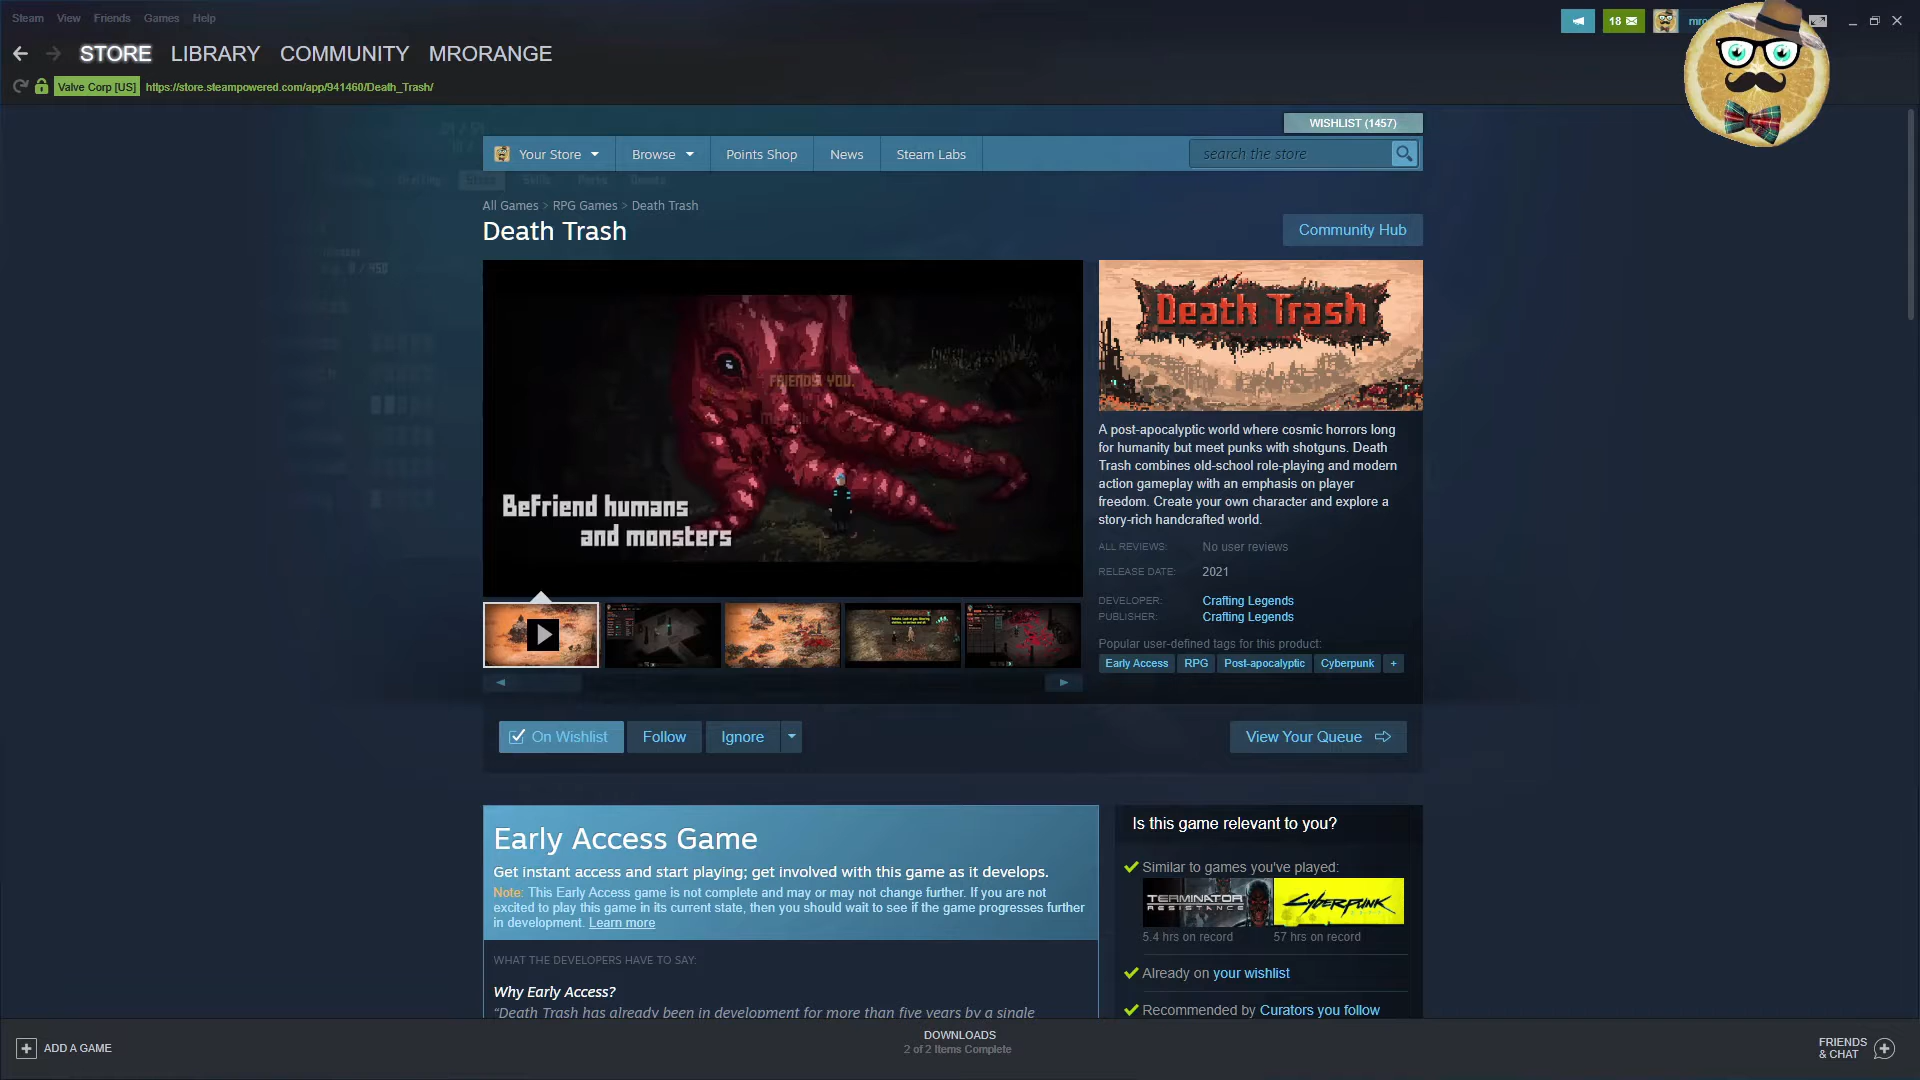 Steam View Friends Games Help
18
STORE LIBRARY COMMUNITY MRORANGE
Valve Corp [US] https://store.steampowered.com/app/941460/Death_Trash/
WISHLIST (1457)
Your Store Browse Points Shop News Steam Labs search the store
All Games > RPG Games > Death Trash
Death Trash
Community Hub
FRIENDS. YOU.
Befriend humans
and monsters
Death Trash
A post-apocalyptic world where cosmic horrors long
for humanity but meet punks with shotguns. Death
Trash combines old-school role-playing and modern
action gameplay with an emphasis on player
freedom. Create your own character and explore a
story-rich handcrafted world.
ALL REVIEWS: No user reviews
RELEASE DATE: 2021
DEVELOPER: Crafting Legends
PUBLISHER: Crafting Legends
Popular user-defined tags for this product:
Early Access RPG Post-apocalyptic Cyberpunk +
On Wishlist Follow Ignore View Your Queue
Early Access Game
Get instant access and start playing; get involved with this game as it develops.
Note: This Early Access game is not complete and may or may not change further. If you are not
excited to play this game in its current state, then you should wait to see if the game progresses further
in development. Learn more
WHAT THE DEVELOPERS HAVE TO SAY:
Why Early Access?
“Death Trash has already been in development for more than five years by a single
Is this game relevant to you?
Similar to games you've played:
TERMINATOR
RESISTANCE
Cyberpunk
5.4 hrs on record 57 hrs on record
Already on your wishlist
Recommended by Curators you follow
ADD A GAME
DOWNLOADS
2 of 2 Items Complete
FRIENDS
& CHAT